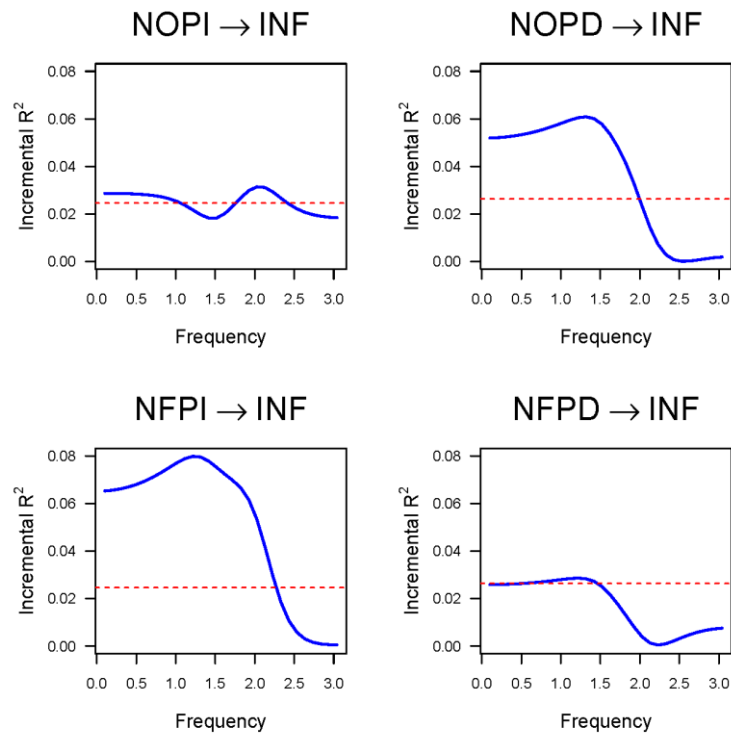 NOPI → INF
Incremental R²
0.08
0.06
0.04
0.02
0.00
0.0 0.5 1.0 1.5 2.0 2.5 3.0
Frequency
NOPD → INF
Incremental R²
0.08
0.06
0.04
0.02
0.00
0.0 0.5 1.0 1.5 2.0 2.5 3.0
Frequency
NFPI → INF
Incremental R²
0.08
0.06
0.04
0.02
0.00
0.0 0.5 1.0 1.5 2.0 2.5 3.0
Frequency
NFPD → INF
Incremental R²
0.08
0.06
0.04
0.02
0.00
0.0 0.5 1.0 1.5 2.0 2.5 3.0
Frequency